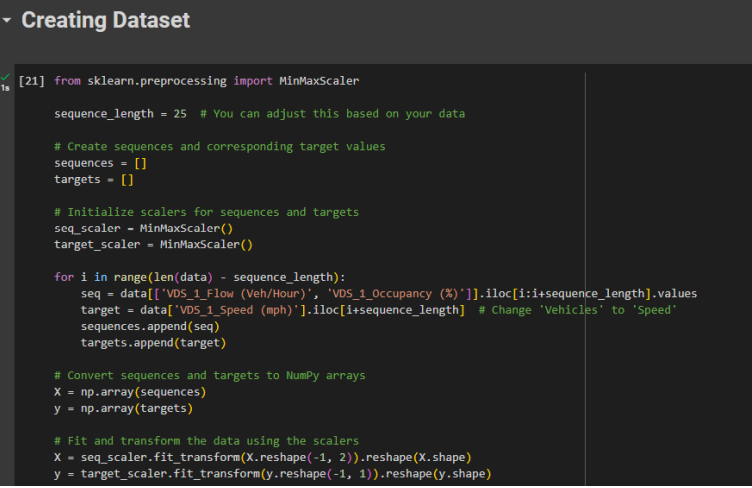 Creating Dataset
1s
[21] from sklearn.preprocessing import MinMaxScaler
sequence_length = 25  # You can adjust this based on your data
# Create sequences and corresponding target values
sequences = []
targets = []
# Initialize scalers for sequences and targets
seq_scaler = MinMaxScaler()
target_scaler = MinMaxScaler()
for i in range(len(data) - sequence_length):
    seq = data[['VDS_1_Flow (Veh/Hour)', 'VDS_1_Occupancy (%)']].iloc[i:i+sequence_length].values
    target = data['VDS_1_Speed (mph)'].iloc[i+sequence_length]  # Change 'Vehicles' to 'Speed'
    sequences.append(seq)
    targets.append(target)
# Convert sequences and targets to NumPy arrays
X = np.array(sequences)
y = np.array(targets)
# Fit and transform the data using the scalers
X = seq_scaler.fit_transform(X.reshape(-1, 2)).reshape(X.shape)
y = target_scaler.fit_transform(y.reshape(-1, 1)).reshape(y.shape)